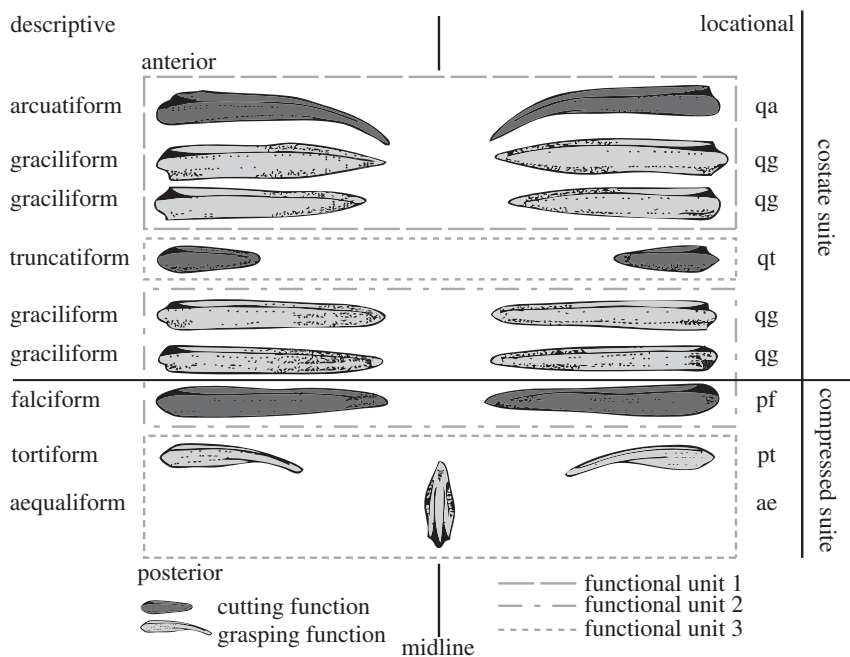 descriptive locational
anterior
arcuatiform qa
graciliform qg
graciliform qg
truncatiform qt
graciliform qg
graciliform qg
falciform pf
tortiform pt
aequaliform ae
costate suite
compressed suite
posterior
cutting function
grasping function
midline
functional unit 1
functional unit 2
functional unit 3